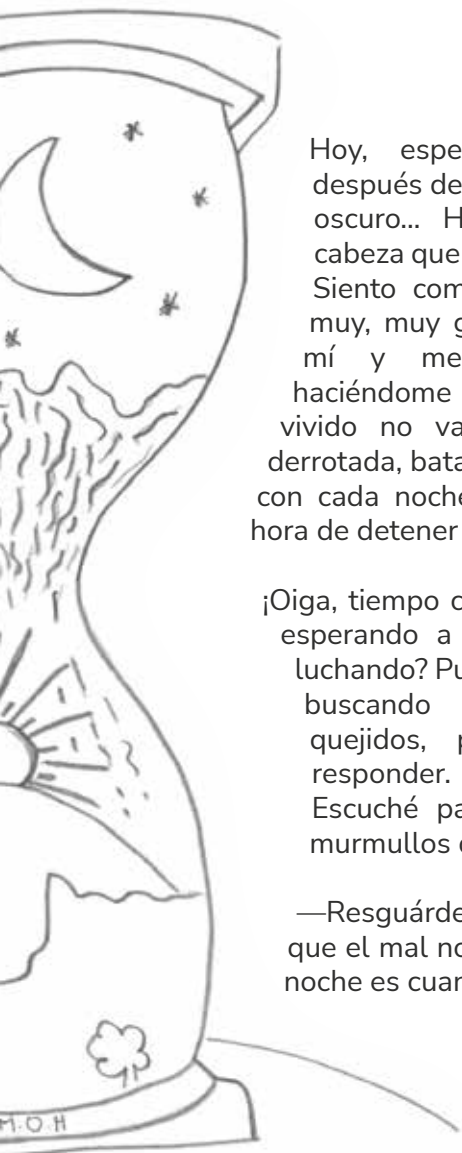 Hoy, espe
después de
oscuro... H
cabeza que
Siento com
muy, muy g
mí y me
haciéndome
vivido no va
derrotada, bata
con cada noche
hora de detener
¡Oiga, tiempo c
esperando a
luchando? Pu
buscando
quejidos, p
responder.
Escuché pa
murmullos
—Resguárde
que el mal no
noche es cuan
M.O.H